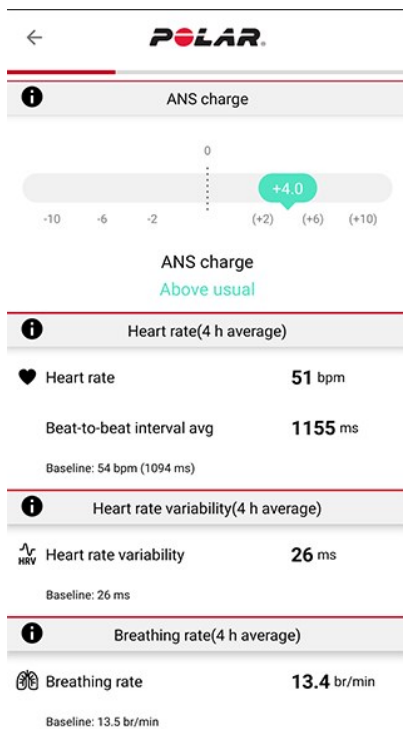 POLAR.
ANS charge
0
+4.0
-10 -6 -2 (+2) (+6) (+10)
ANS charge
Above usual
Heart rate(4 h average)
Heart rate 51 bpm
Beat-to-beat interval avg 1155 ms
Baseline: 54 bpm (1094 ms)
Heart rate variability(4 h average)
HRV Heart rate variability 26 ms
Baseline: 26 ms
Breathing rate(4 h average)
Breathing rate 13.4 br/min
Baseline: 13.5 br/min